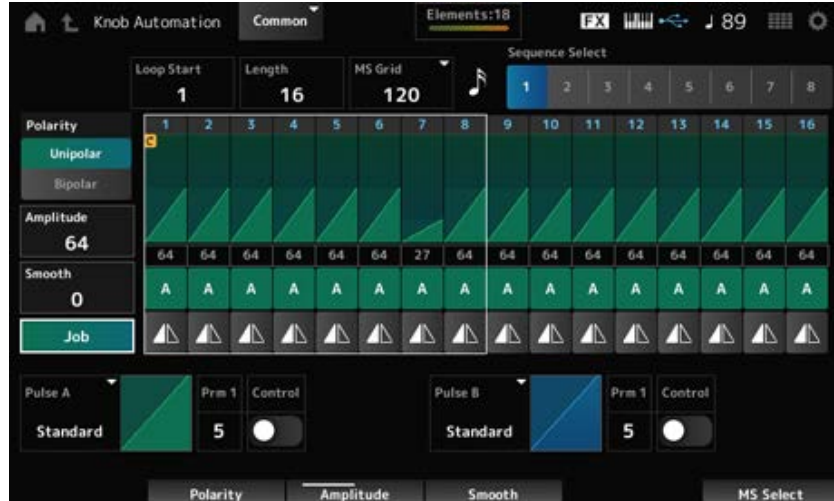 Knob Automation
Common
Elements:18
FX
♩ 89
Loop Start
1
Length
16
MS Grid
120
Sequence Select
1 2 3 4 5 6 7 8
Polarity
Unipolar
Bipolar
1 2 3 4 5 6 7 8 9 10 11 12 13 14 15 16
C
Amplitude
64
64 64 64 64 64 64 27 64 64 64 64 64 64 64 64 64
Smooth
0
A A A A A A A A A A A A A A A A
Job
Pulse A
Standard
Prm 1
5
Control
Pulse B
Standard
Prm 1
5
Control
Polarity
Amplitude
Smooth
MS Select